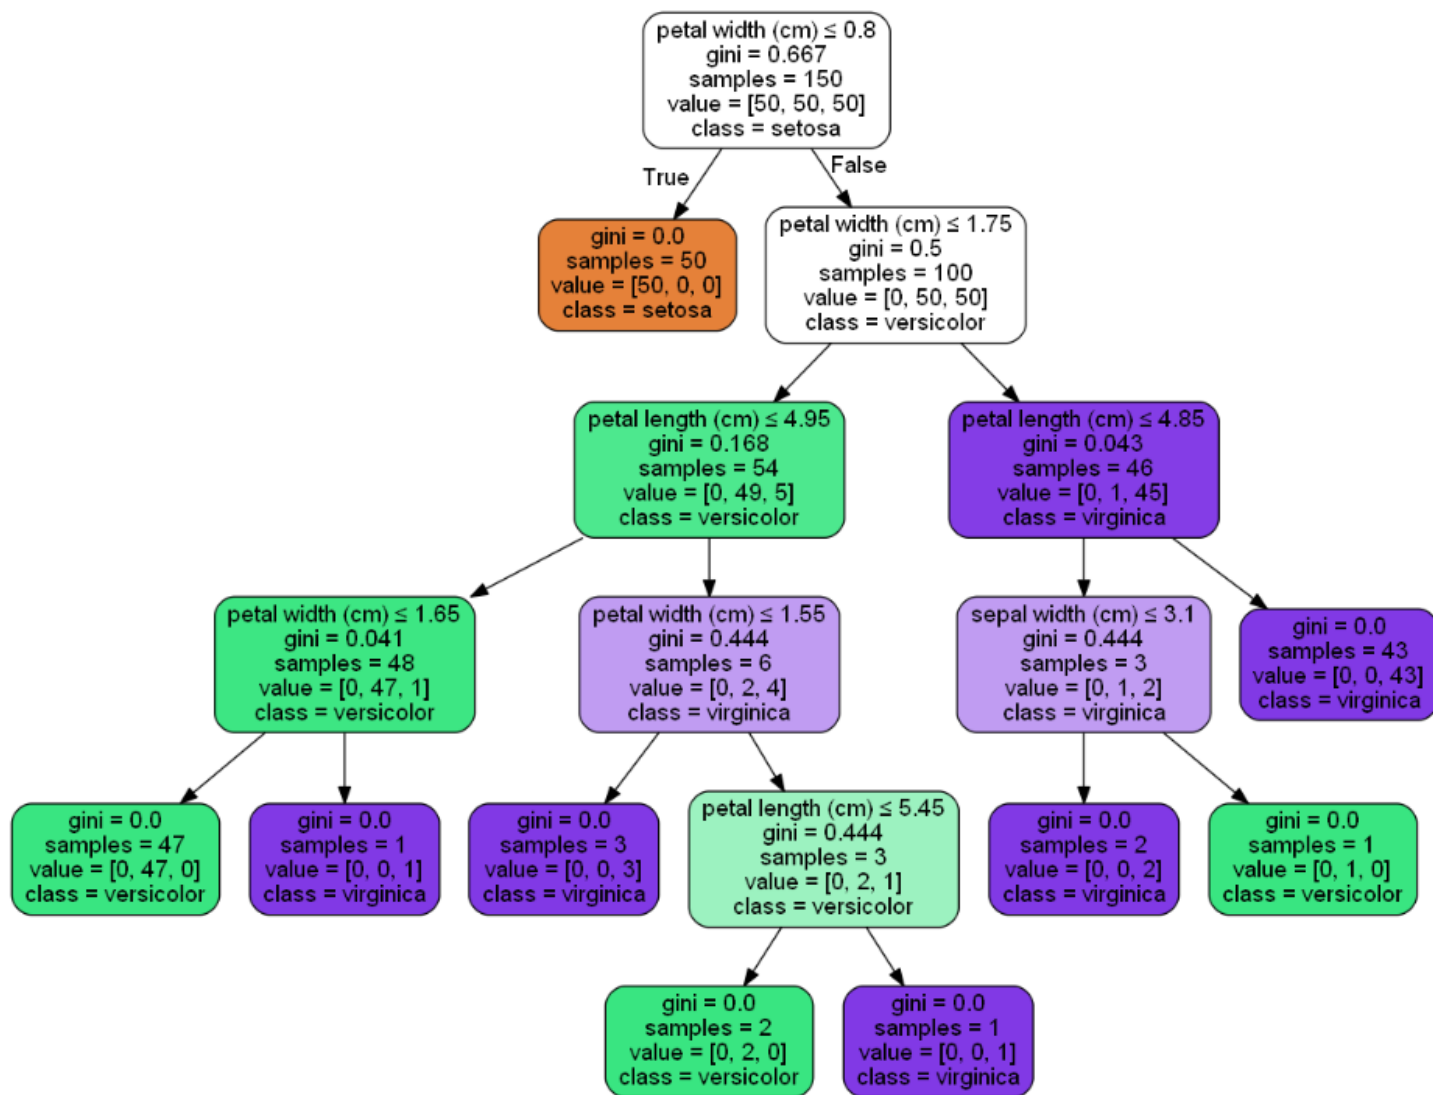 petal width (cm) ≤ 0.8
gini = 0.667
samples = 150
value = [50, 50, 50]
class = setosa
True
False
gini = 0.0
samples = 50
value = [50, 0, 0]
class = setosa
petal width (cm) ≤ 1.75
gini = 0.5
samples = 100
value = [0, 50, 50]
class = versicolor
petal length (cm) ≤ 4.95
gini = 0.168
samples = 54
value = [0, 49, 5]
class = versicolor
petal length (cm) ≤ 4.85
gini = 0.043
samples = 46
value = [0, 1, 45]
class = virginica
petal width (cm) ≤ 1.65
gini = 0.041
samples = 48
value = [0, 47, 1]
class = versicolor
petal width (cm) ≤ 1.55
gini = 0.444
samples = 6
value = [0, 2, 4]
class = virginica
sepal width (cm) ≤ 3.1
gini = 0.444
samples = 3
value = [0, 1, 2]
class = virginica
gini = 0.0
samples = 43
value = [0, 0, 43]
class = virginica
gini = 0.0
samples = 47
value = [0, 47, 0]
class = versicolor
gini = 0.0
samples = 1
value = [0, 0, 1]
class = virginica
gini = 0.0
samples = 3
value = [0, 0, 3]
class = virginica
petal length (cm) ≤ 5.45
gini = 0.444
samples = 3
value = [0, 2, 1]
class = versicolor
gini = 0.0
samples = 2
value = [0, 0, 2]
class = virginica
gini = 0.0
samples = 1
value = [0, 1, 0]
class = versicolor
gini = 0.0
samples = 2
value = [0, 2, 0]
class = versicolor
gini = 0.0
samples = 1
value = [0, 0, 1]
class = virginica